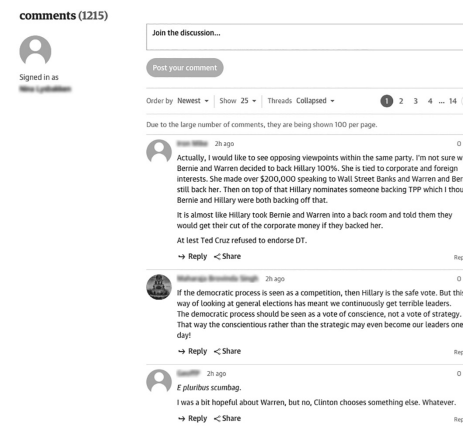 comments (1215)
Join the discussion...
Signed in as
Post your comment
Order by Newest Show 25 Threads Collapsed 1 2 3 4 ... 14
Due to the large number of comments, they are being shown 100 per page.
2h ago 0
Actually, I would like to see opposing viewpoints within the same party. I'm not sure w
Bernie and Warren decided to back Hillary 100%. She is tied to corporate and foreign
interests. She made over $200,000 speaking to Wall Street Banks and Warren and Ber
still back her. Then on top of that Hillary nominates someone backing TPP which I thou
Bernie and Hillary were both backing off that.
It is almost like Hillary took Bernie and Warren into a back room and told them they
would get their cut of the corporate money if they backed her.
At lest Ted Cruz refused to endorse DT.
Reply Share Rep
2h ago 0
If the democratic process is seen as a competition, then Hillary is the safe vote. But this
way of looking at general elections has meant we continuously get terrible leaders.
The democratic process should be seen as a vote of conscience, not a vote of strategy.
That way the conscientious rather than the strategic may even become our leaders one
day!
Reply Share Rep
2h ago 0
E pluribus scumbag.
I was a bit hopeful about Warren, but no, Clinton chooses something else. Whatever.
Reply Share Rep